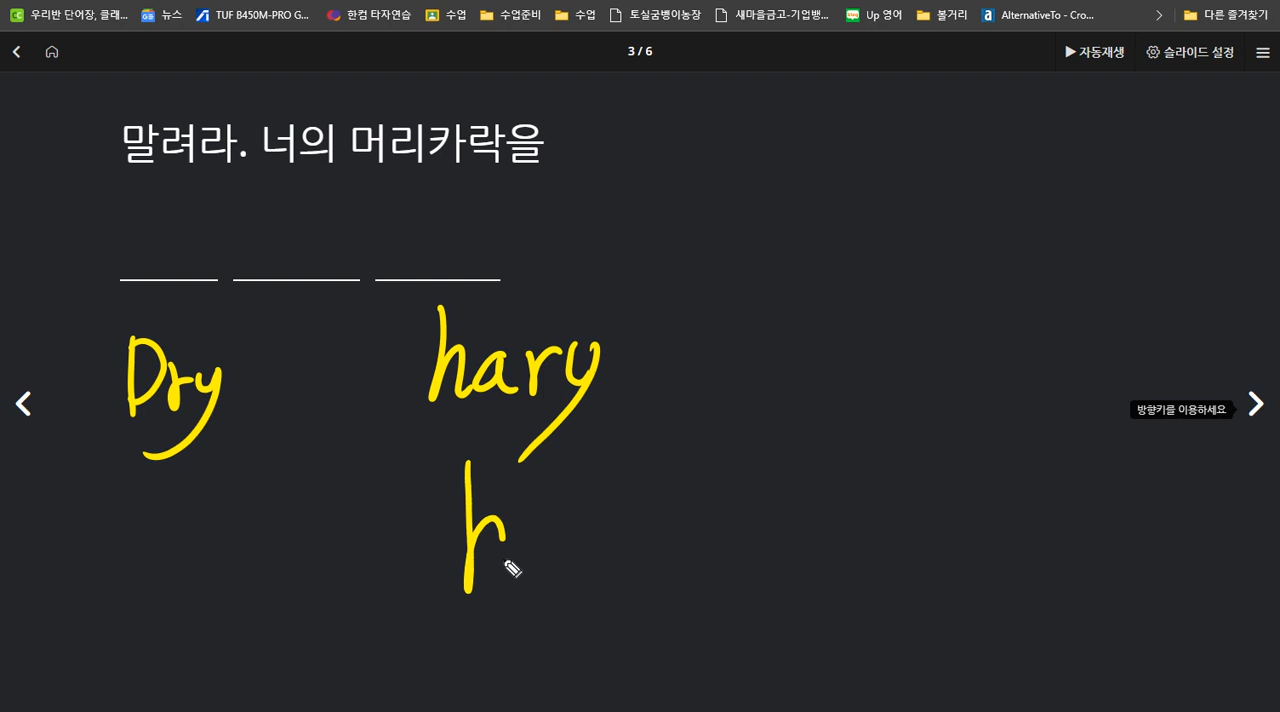 우리반 단어장, 클래... 뉴스 TUF B450M-PRO G... 한컴 타자연습 수업 수업준비 수업 토실굼벵이농장 새마을금고-기업뱅... Up 영어 볼거리 AlternativeTo - Cro... 다른 즐겨찾기
3 / 6 자동재생 슬라이드 설정
말려라. 너의 머리카락을
Dry hary
방향키를 이용하세요
h